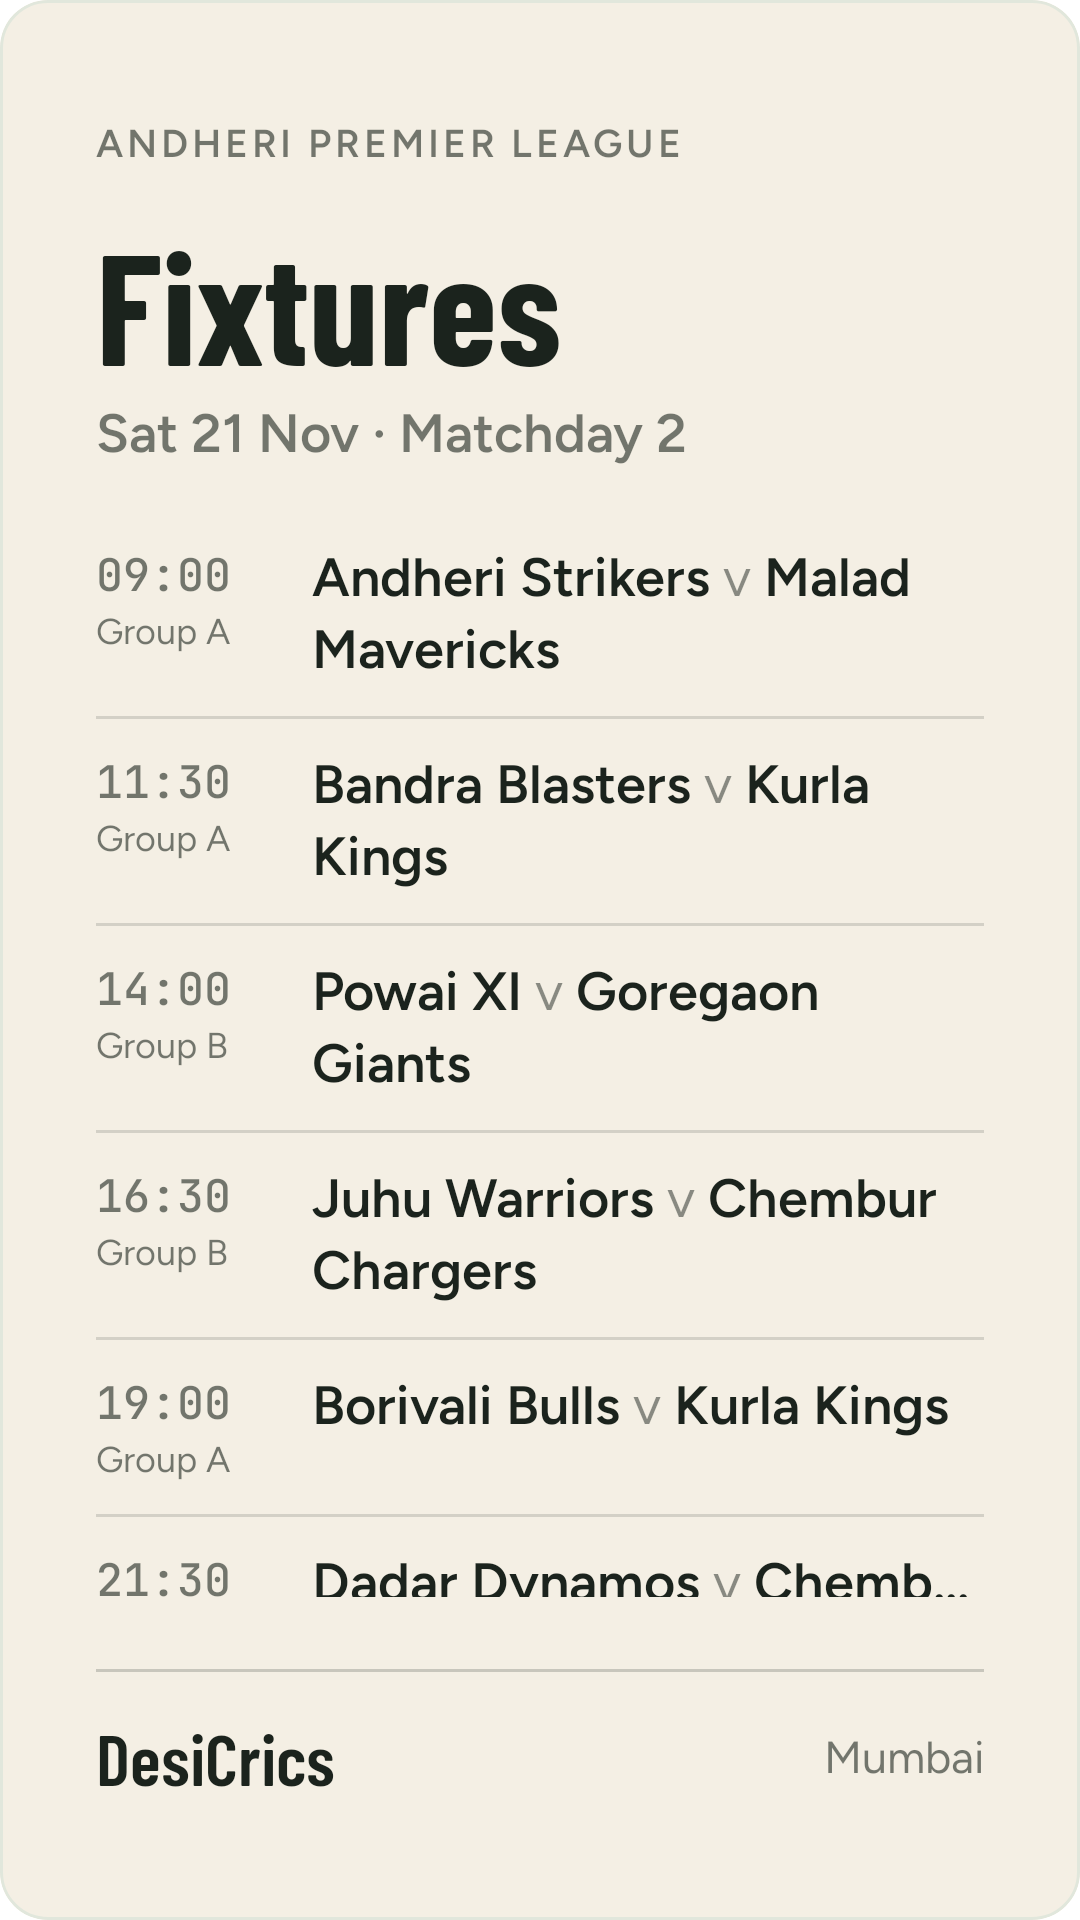 ANDHERI PREMIER LEAGUE
Fixtures
Sat 21 Nov · Matchday 2
09:00
Group A
Andheri Strikers v Malad
Mavericks
11:30
Group A
Bandra Blasters v Kurla
Kings
14:00
Group B
Powai XI v Goregaon
Giants
16:30
Group B
Juhu Warriors v Chembur
Chargers
19:00
Group A
Borivali Bulls v Kurla Kings
21:30
Dadar Dynamos v Chemb...
DesiCrics
Mumbai